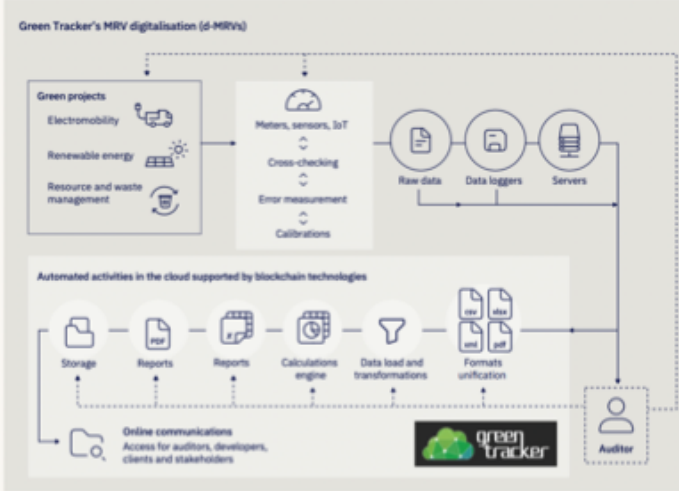 Green Tracker's MRV digitalisation (d-MRVs)
Green projects
Electromobility
Renewable energy
Resource and waste
management
Meters, sensors, IoT
Cross-checking
Error measurement
Calibrations
Raw data
Data loggers
Servers
Automated activities in the cloud supported by blockchain technologies
Storage
PDF
Reports
X
Reports
Calculations
engine
Data load and
transformations
csv
xlsx
xml
pdf
Formats
unification
Online communications
Access for auditors, developers,
clients and stakeholders
green
tracker
Auditor